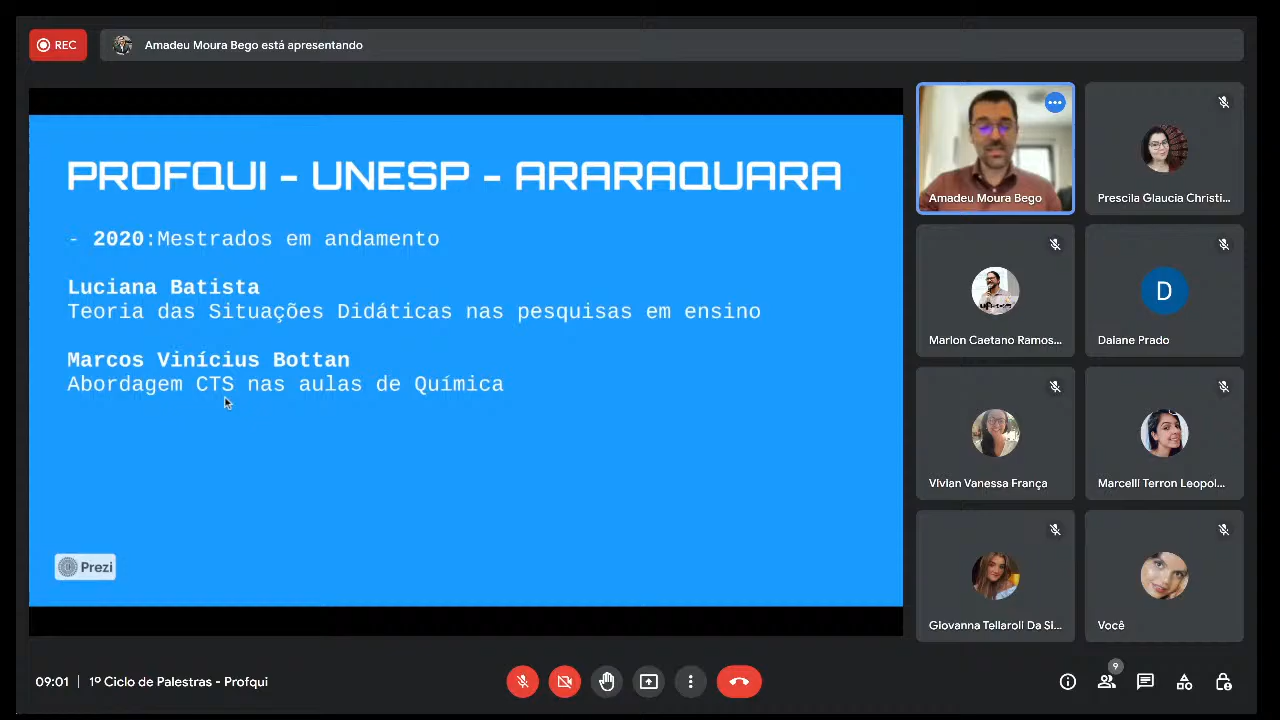 REC
Amadeu Moura Bego está apresentando
PROFQUI - UNESP - ARARAQUARA
- 2020:Mestrados em andamento
Luciana Batista
Teoria das Situações Didáticas nas pesquisas em ensino
Marcos Vinícius Bottan
Abordagem CTS nas aulas de Química
Prezi
Amadeu Moura Bego
Prescila Glaucia Christi...
Marlon Caetano Ramos...
D
Daiane Prado
Vivian Vanessa França
Marcelli Terron Leopol...
Giovanna Tellaroli Da Si...
Você
09:01 | 1º Ciclo de Palestras - Profqui
9